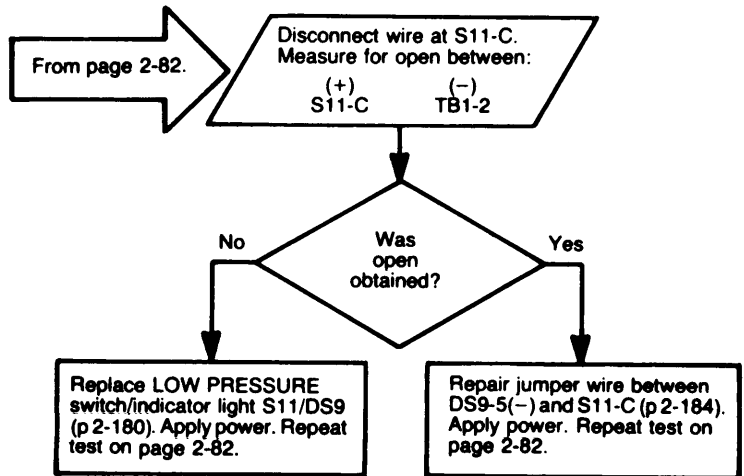 From page 2-82.
Disconnect wire at S11-C.
Measure for open between:
(+) (-)
S11-C TB1-2
No
Was
open
obtained?
Yes
Replace LOW PRESSURE
switch/indicator light S11/DS9
(p 2-180). Apply power. Repeat
test on page 2-82.
Repair jumper wire between
DS9-5(-) and S11-C (p 2-184).
Apply power. Repeat test on
page 2-82.